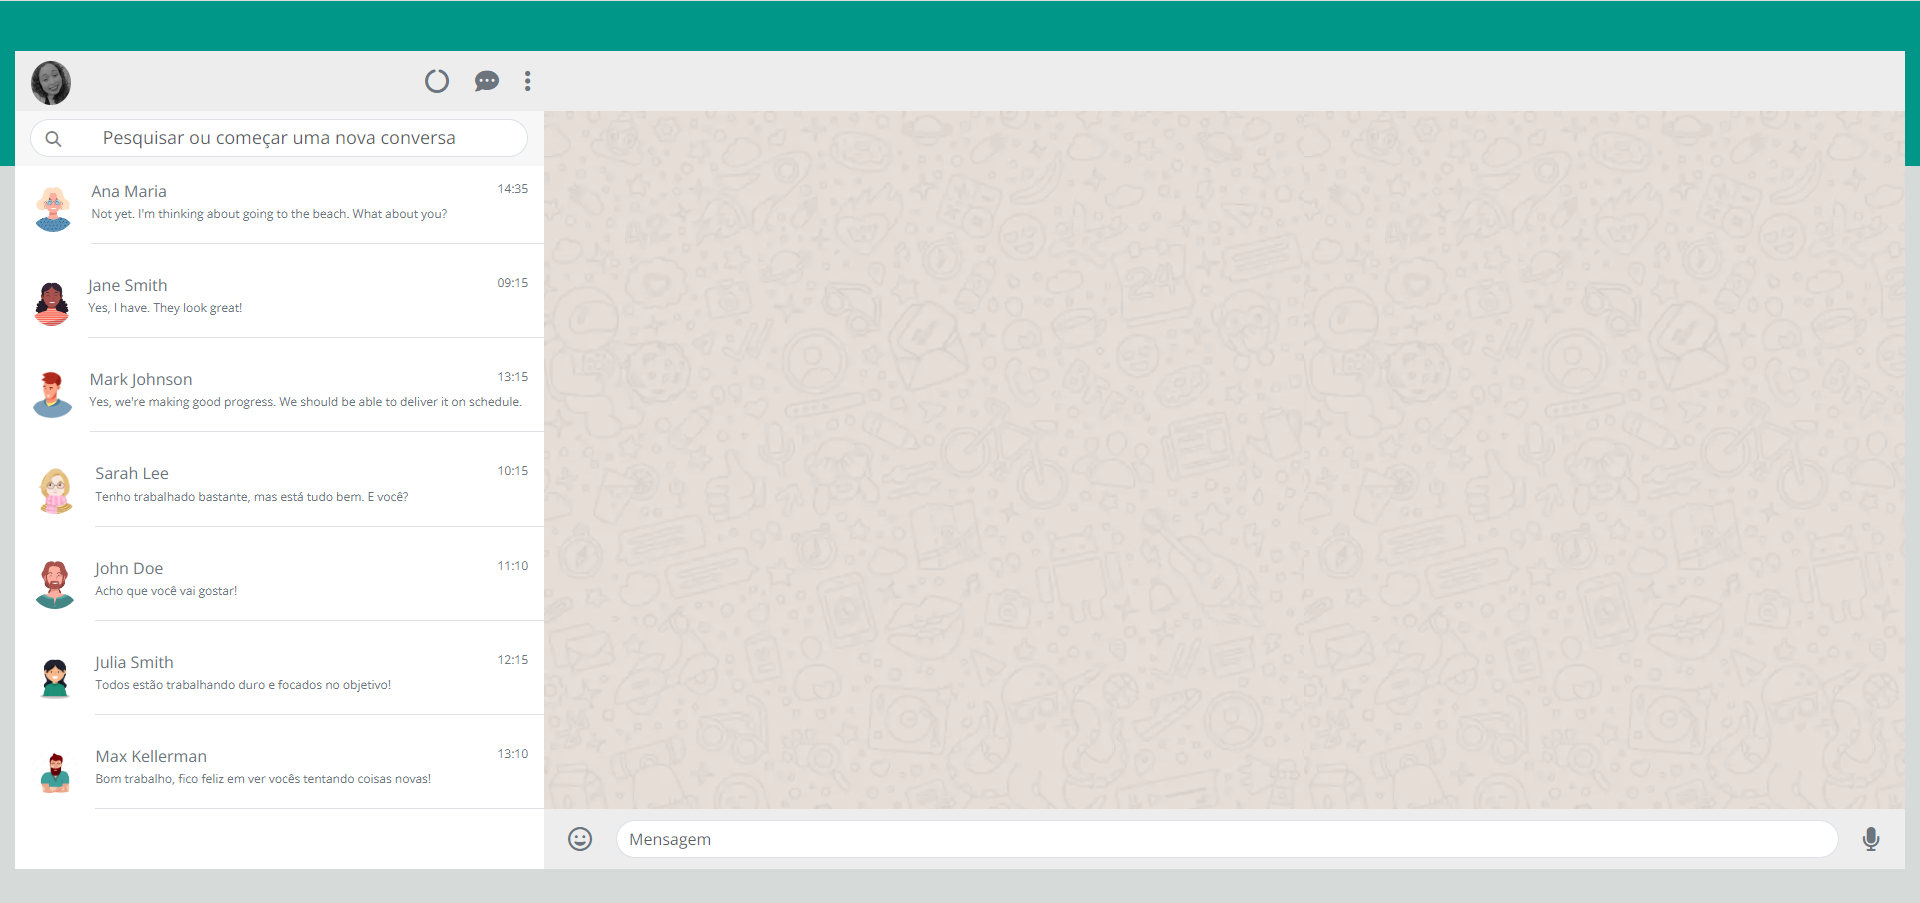 Pesquisar ou começar uma nova conversa
Ana Maria
14:35
Not yet. I'm thinking about going to the beach. What about you?
Jane Smith
09:15
Yes, I have. They look great!
Mark Johnson
13:15
Yes, we're making good progress. We should be able to deliver it on schedule.
Sarah Lee
10:15
Tenho trabalhado bastante, mas está tudo bem. E você?
John Doe
11:10
Acho que você vai gostar!
Julia Smith
12:15
Todos estão trabalhando duro e focados no objetivo!
Max Kellerman
13:10
Bom trabalho, fico feliz em ver vocês tentando coisas novas!
Mensagem